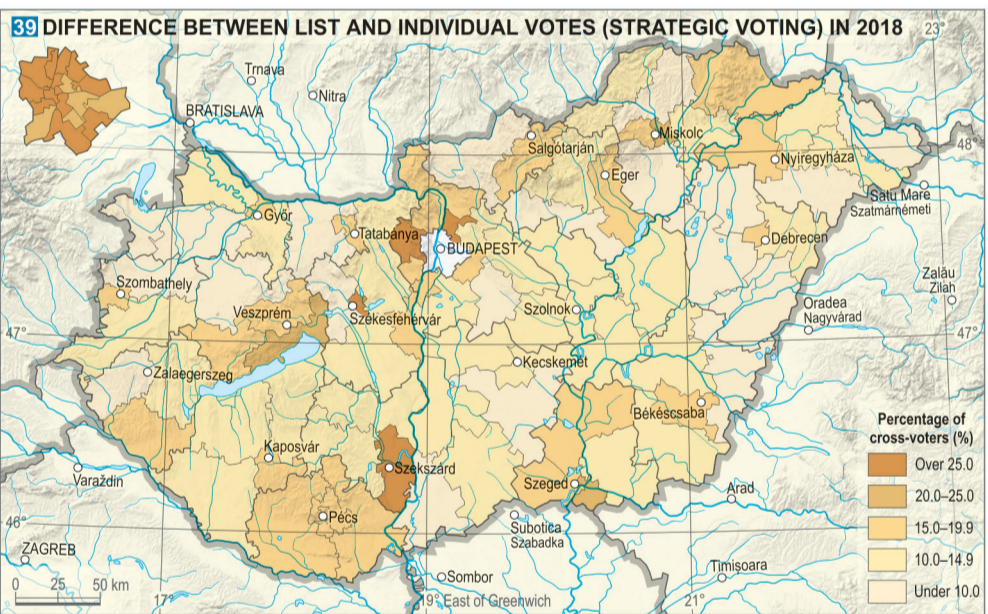 39 DIFFERENCE BETWEEN LIST AND INDIVIDUAL VOTES (STRATEGIC VOTING) IN 2018
23°
Trnava
Nitra
BRATISLAVA
Salgótarján
Miskolc
48°
Nyíregyháza
Eger
Satu Mare
Szatmárnémeti
Győr
Tatabánya
BUDAPEST
Debrecen
Szombathely
Zalău
Zilah
Veszprém
Székesfehérvár
Szolnok
Oradea
Nagyvárad
47°
47°
Zalaegerszeg
Kecskemét
Békéscsaba
Percentage of
cross-voters (%)
Over 25.0
20.0–25.0
15.0–19.9
10.0–14.9
Under 10.0
Kaposvár
Szekszárd
Varaždin
Szeged
Arad
Pécs
46°
Subotica
Szabadka
ZAGREB
Timișoara
Sombor
0 25 50 km
17°
19° East of Greenwich
21°